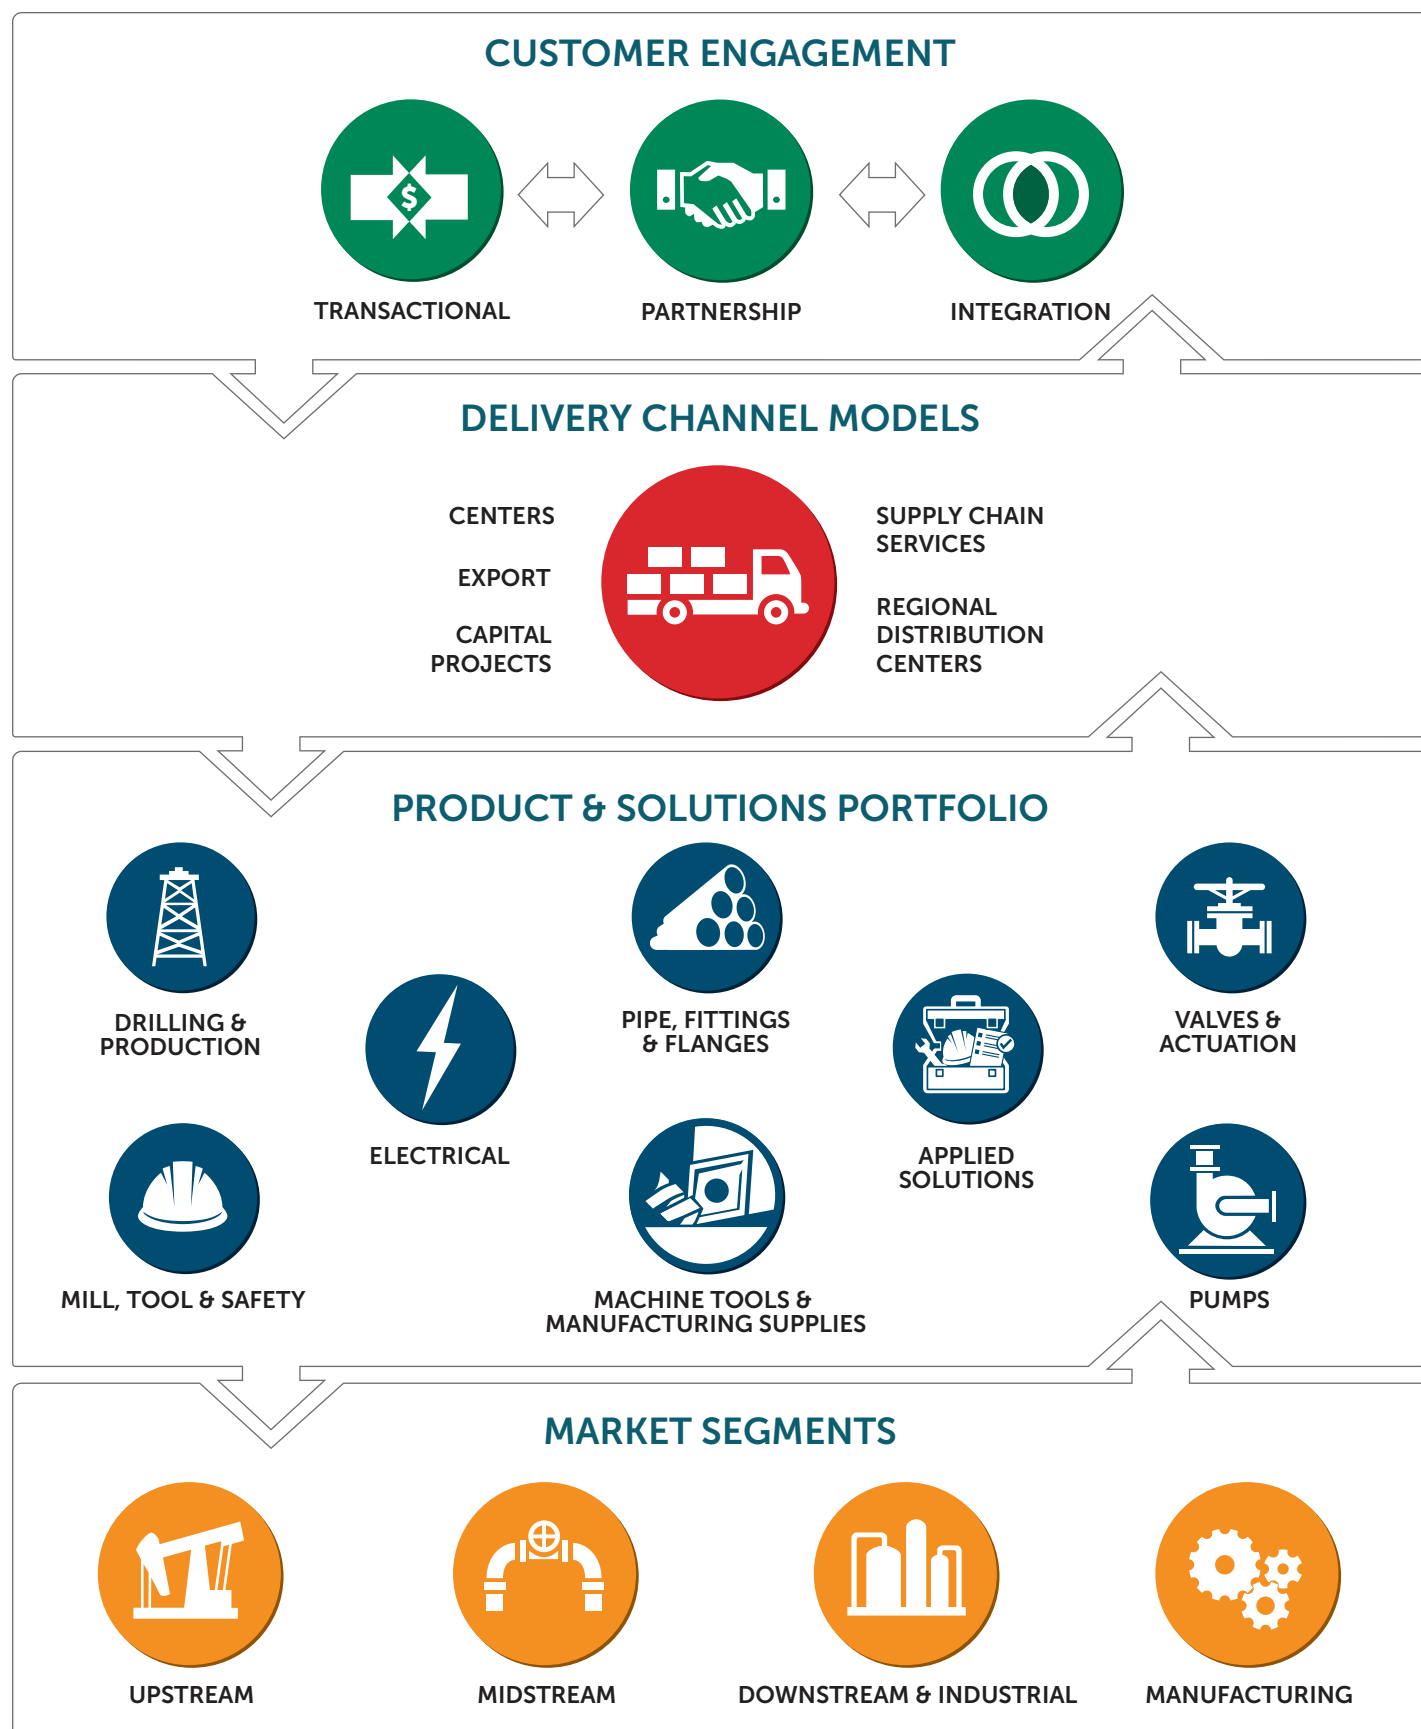 CUSTOMER ENGAGEMENT
$
TRANSACTIONAL
PARTNERSHIP
INTEGRATION
DELIVERY CHANNEL MODELS
CENTERS
EXPORT
CAPITAL
PROJECTS
SUPPLY CHAIN
SERVICES
REGIONAL
DISTRIBUTION
CENTERS
PRODUCT & SOLUTIONS PORTFOLIO
DRILLING &
PRODUCTION
ELECTRICAL
PIPE, FITTINGS
& FLANGES
APPLIED
SOLUTIONS
VALVES &
ACTUATION
MILL, TOOL & SAFETY
MACHINE TOOLS &
MANUFACTURING SUPPLIES
PUMPS
MARKET SEGMENTS
UPSTREAM
MIDSTREAM
DOWNSTREAM & INDUSTRIAL
MANUFACTURING